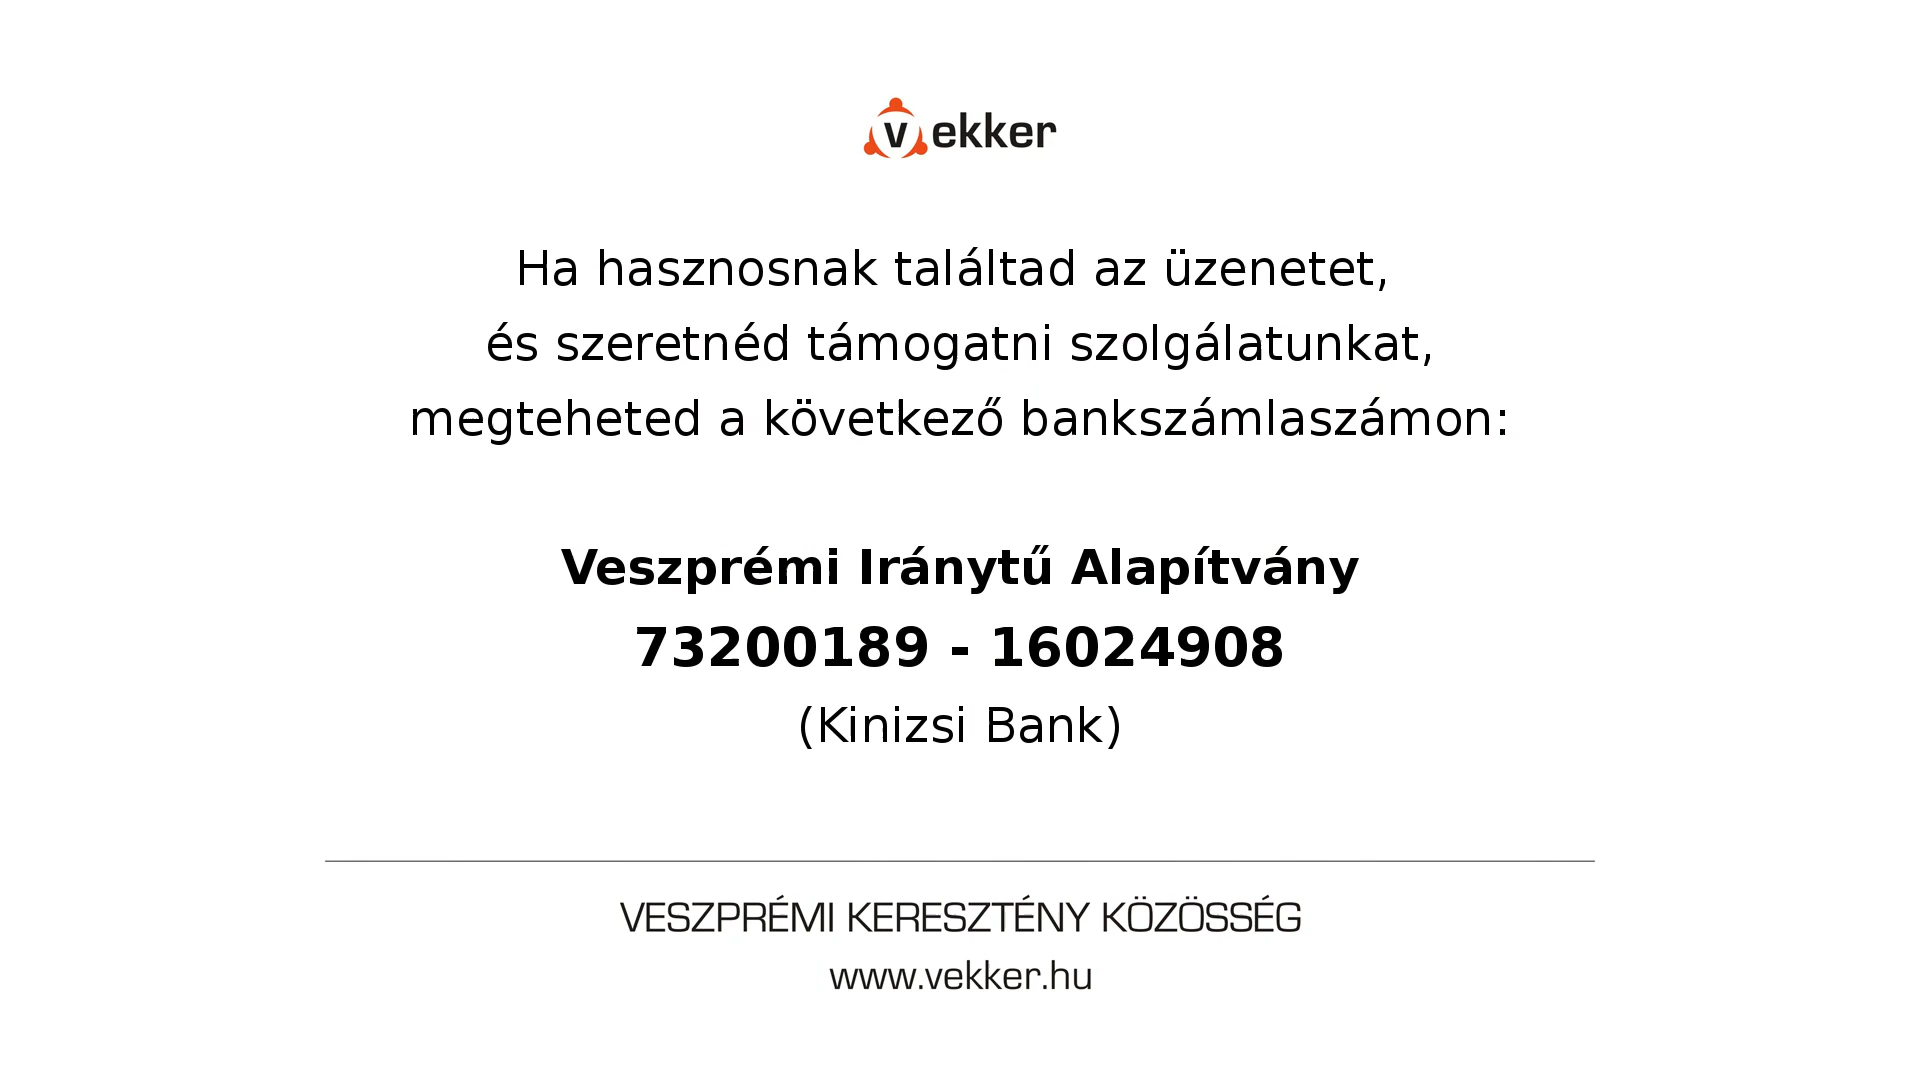 vekker
Ha hasznosnak találtad az üzenetet,
és szeretnéd támogatni szolgálatunkat,
megteheted a következő bankszámlaszámon:
Veszprémi Iránytű Alapítvány
73200189 - 16024908
(Kinizsi Bank)
VESZPRÉMI KERESZTÉNY KÖZÖSSÉG
www.vekker.hu